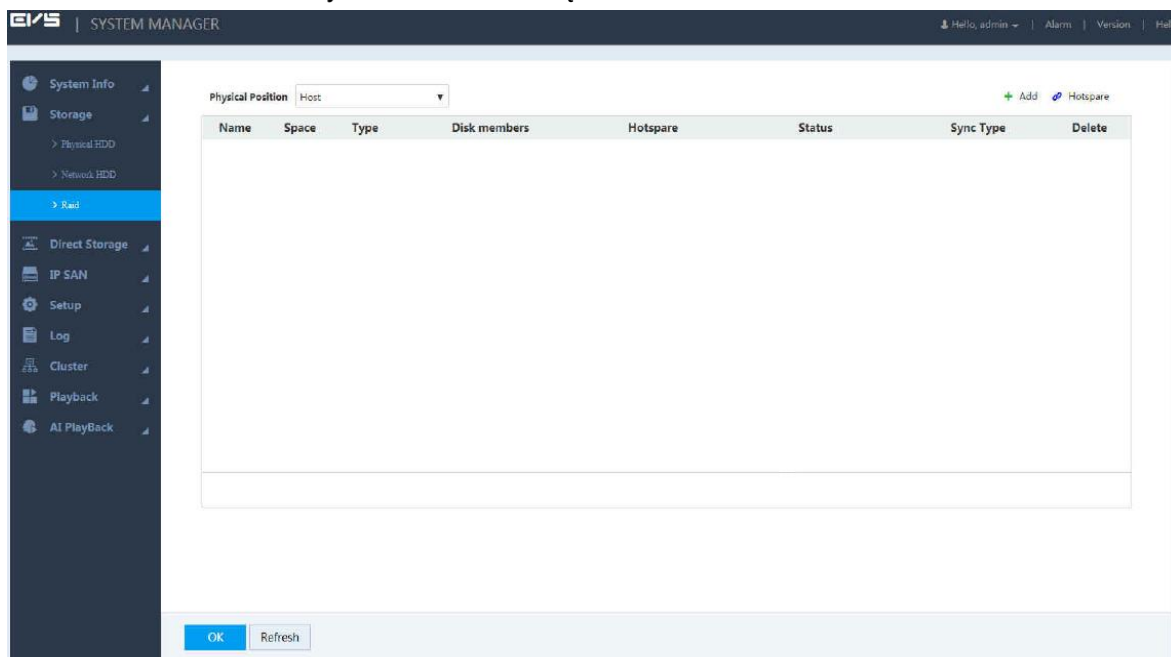 EIVS | SYSTEM MANAGER
Hello, admin | Alarm | Version | Hel
System Info
Storage
> Physical HDD
> Network HDD
> Raid
Direct Storage
IP SAN
Setup
Log
Cluster
Playback
AI PlayBack
Physical Position Host
+ Add Hotspare
Name Space Type Disk members Hotspare Status Sync Type Delete
OK Refresh